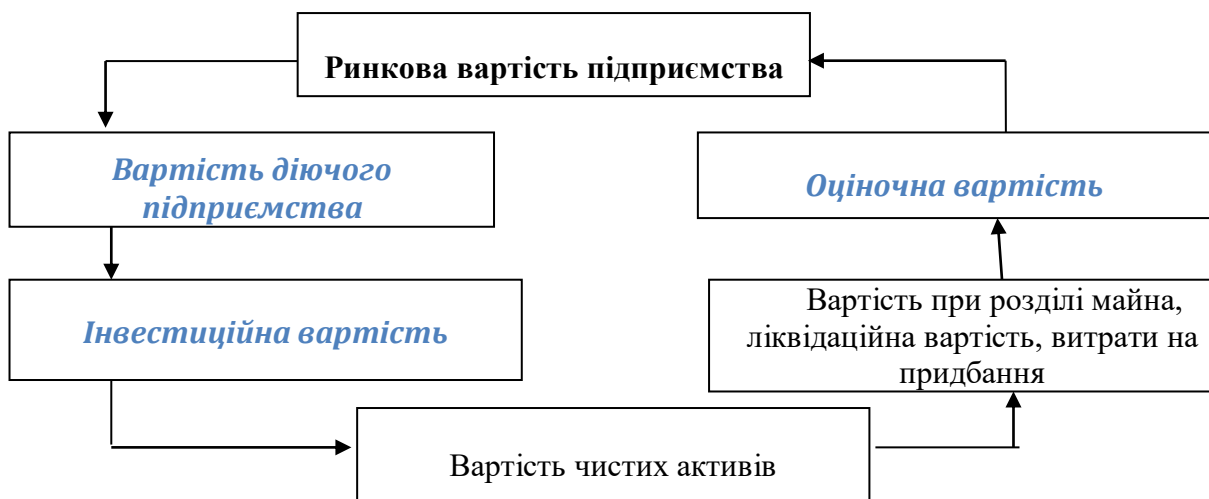 Ринкова вартість підприємства
Вартість діючого
підприємства
Оціночна вартість
Інвестиційна вартість
Вартість при розділі майна,
ліквідаційна вартість, витрати на
придбання
Вартість чистих активів